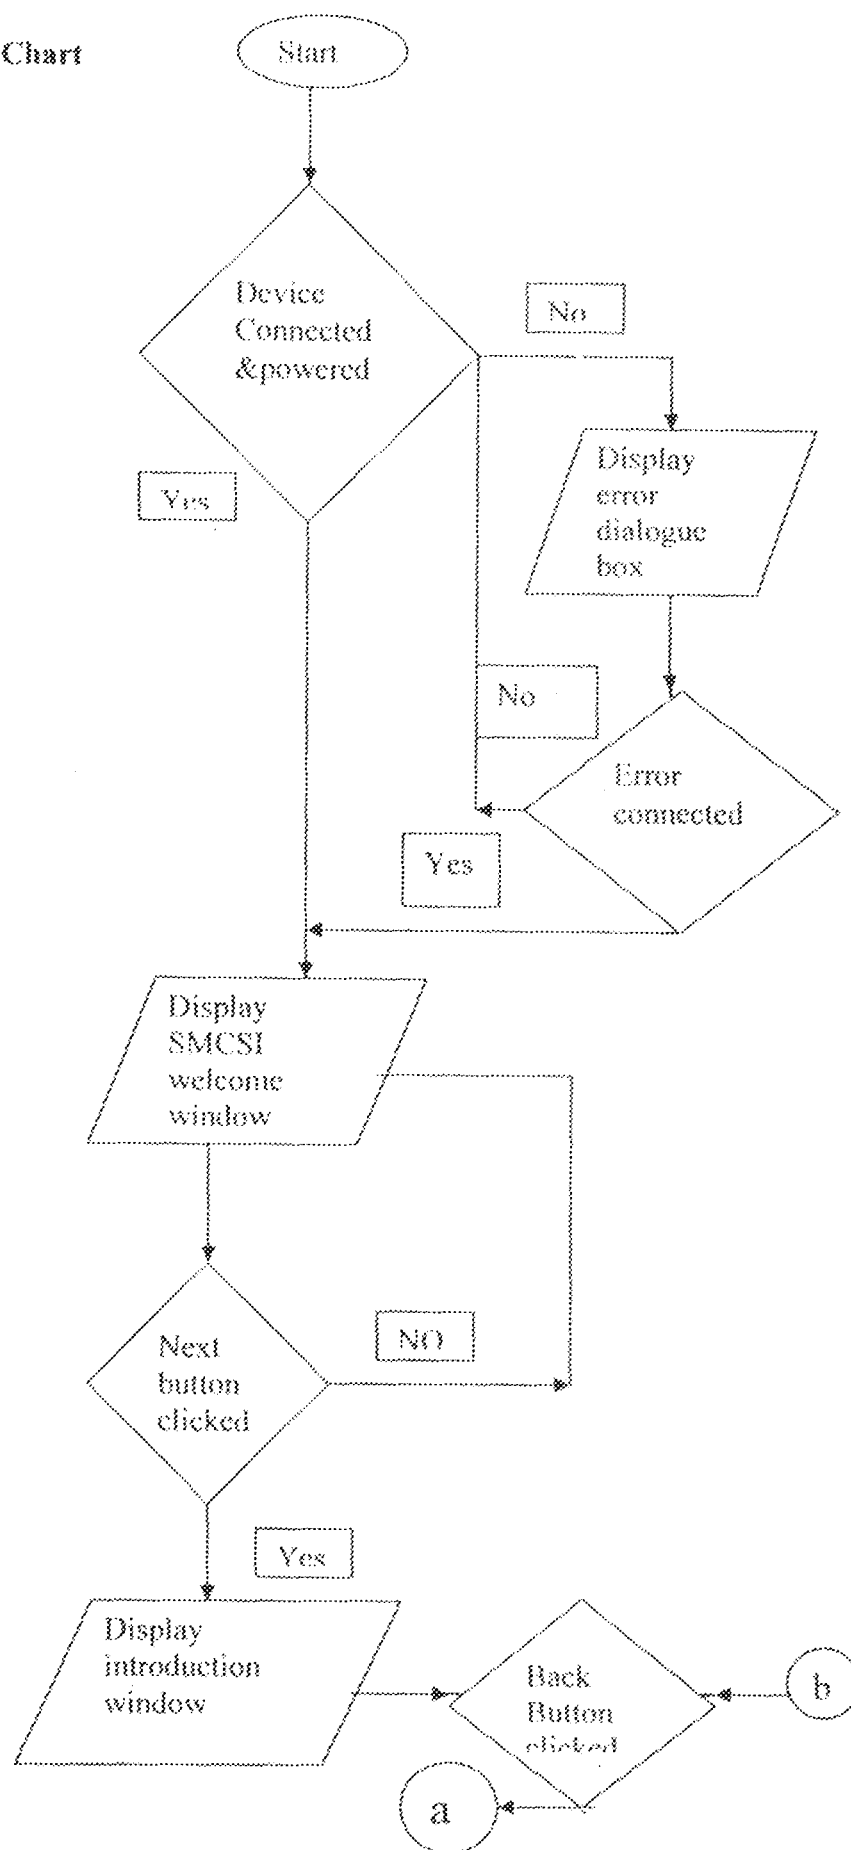 Chart
Start
Device
Connected
&powered
No
Yes
Display
error
dialogue
box
No
Error
connected
Yes
Display
SMCSI
welcome
window
Next
button
clicked
NO
Yes
Display
introduction
window
Back
Button
clicked
b
a